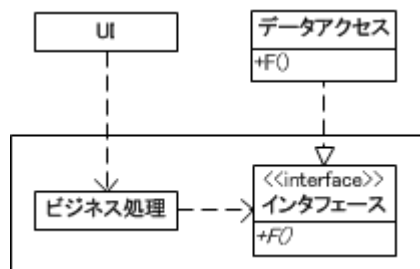 UI
データアクセス
+F()
ビジネス処理
<<interface>>
インタフェース
+F()